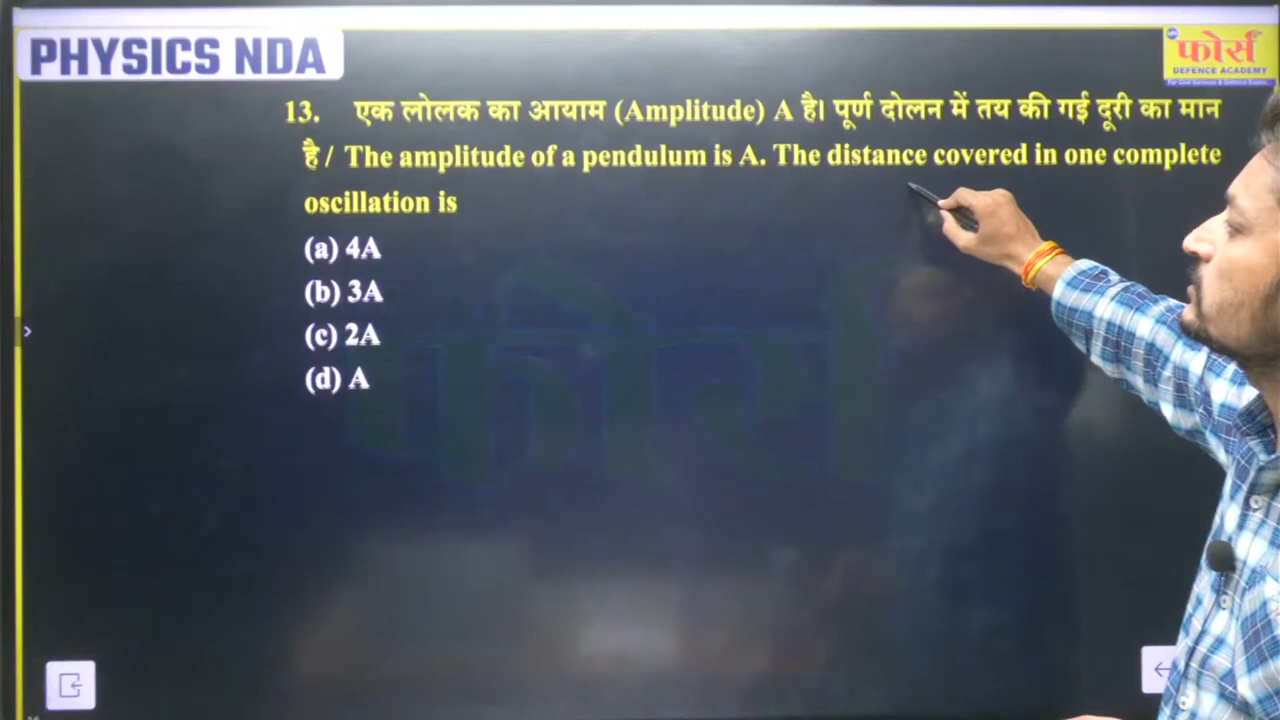 PHYSICS NDA
फोर्स
DEFENCE ACADEMY
13. एक लोलक का आयाम (Amplitude) A है। पूर्ण दोलन में तय की गई दूरी का मान
है / The amplitude of a pendulum is A. The distance covered in one complete
oscillation is
(a) 4A
(b) 3A
(c) 2A
(d) A
फोर्स